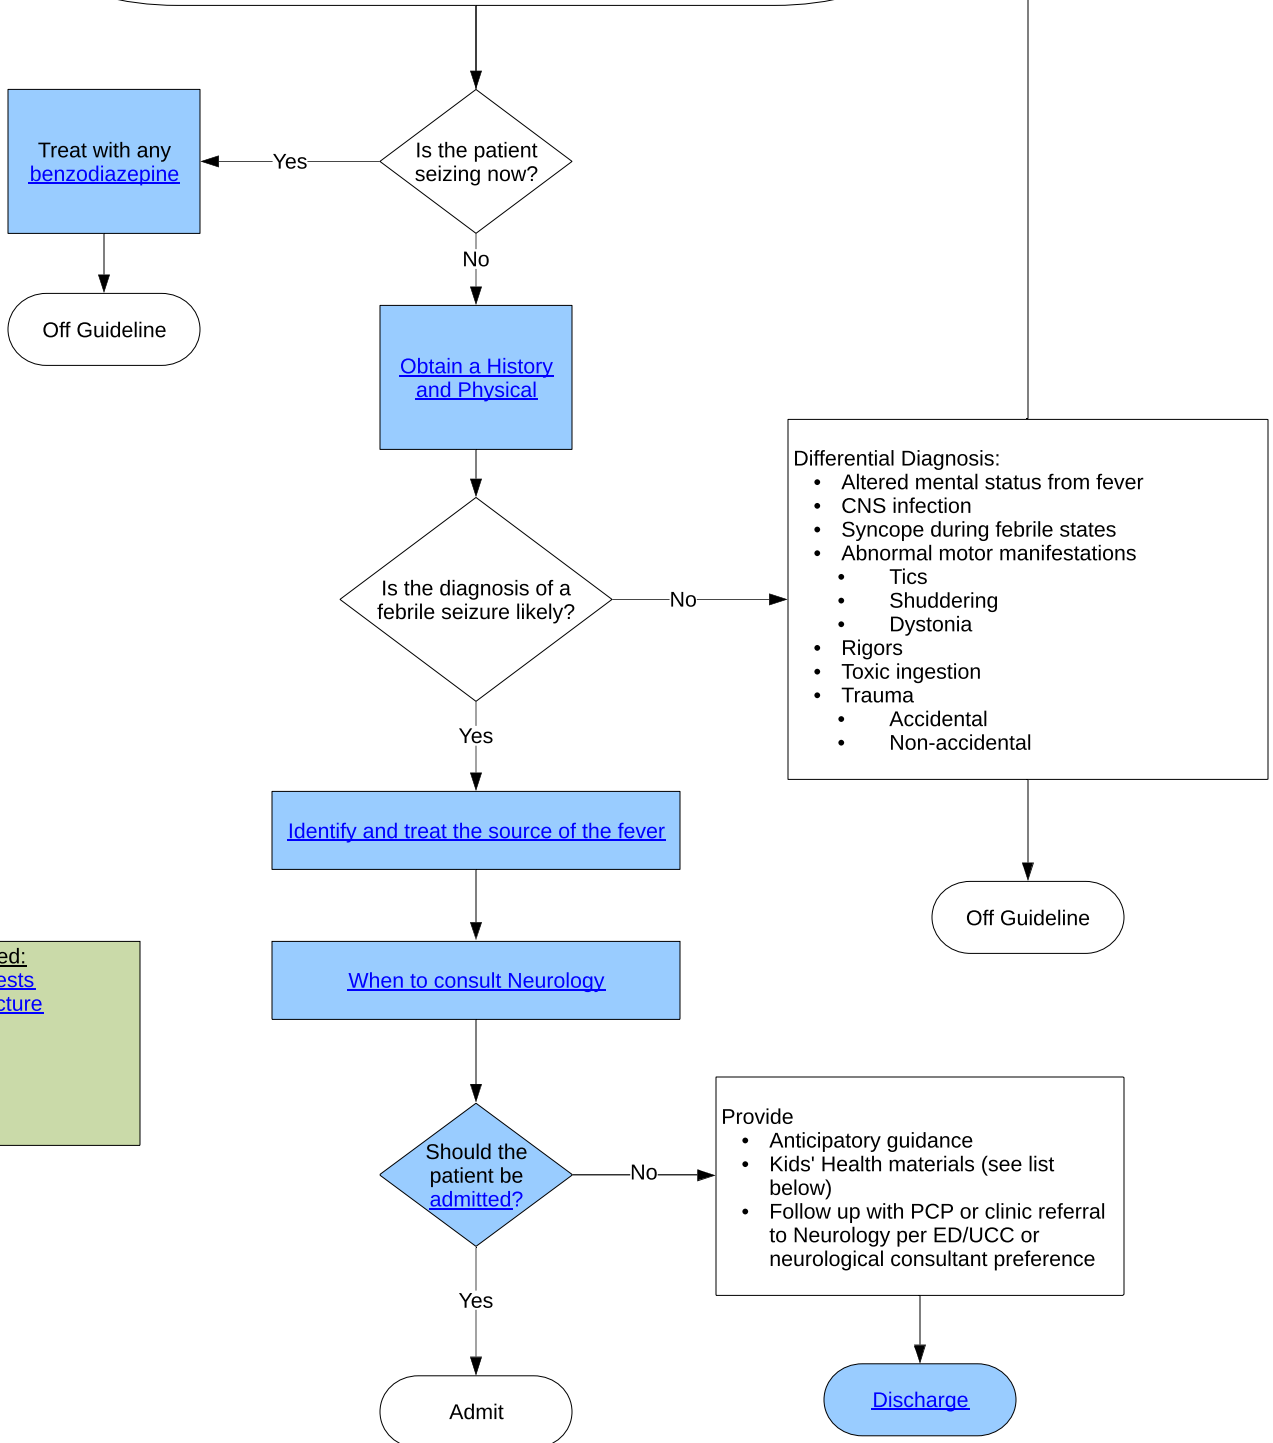 Is the patient
seizing now?
Yes
Treat with any
benzodiazepine
Off Guideline
No
Obtain a History
and Physical
Is the diagnosis of a
febrile seizure likely?
No
Differential Diagnosis:
• Altered mental status from fever
• CNS infection
• Syncope during febrile states
• Abnormal motor manifestations
• Tics
• Shuddering
• Dystonia
• Rigors
• Toxic ingestion
• Trauma
• Accidental
• Non-accidental
Off Guideline
Yes
Identify and treat the source of the fever
When to consult Neurology
ed:
ests
cture
Should the
patient be
admitted?
No
Provide
• Anticipatory guidance
• Kids' Health materials (see list
below)
• Follow up with PCP or clinic referral
to Neurology per ED/UCC or
neurological consultant preference
Discharge
Yes
Admit